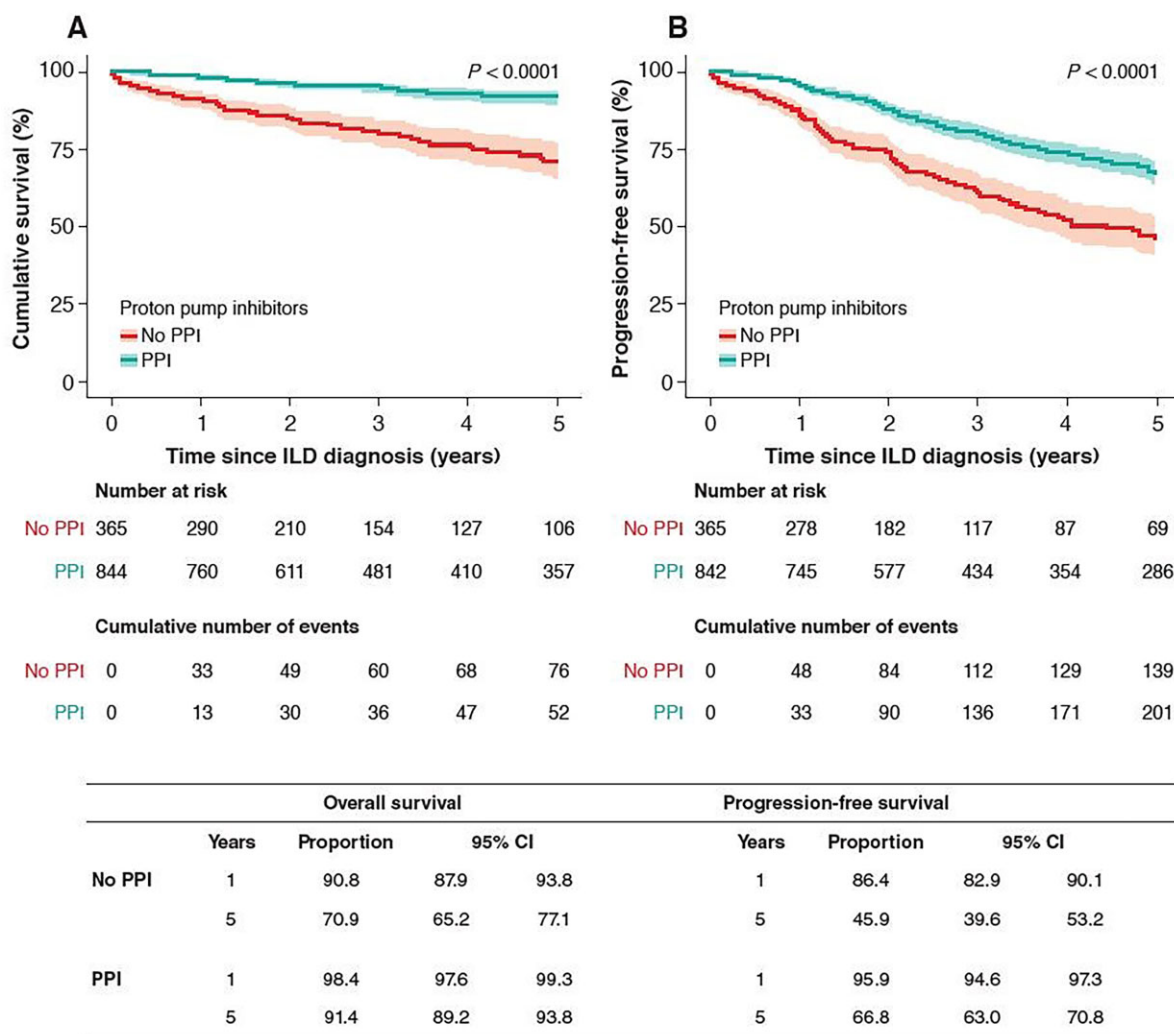 A
Cumulative survival (%)
100
75
50
25
0
P < 0.0001
Proton pump inhibitors
No PPI
PPI
0 1 2 3 4 5
Time since ILD diagnosis (years)
Number at risk
No PPI 365 290 210 154 127 106
PPI 844 760 611 481 410 357
Cumulative number of events
No PPI 0 33 49 60 68 76
PPI 0 13 30 36 47 52
B
Progression-free survival (%)
100
75
50
25
0
P < 0.0001
Proton pump inhibitors
No PPI
PPI
0 1 2 3 4 5
Time since ILD diagnosis (years)
Number at risk
No PPI 365 278 182 117 87 69
PPI 842 745 577 434 354 286
Cumulative number of events
No PPI 0 48 84 112 129 139
PPI 0 33 90 136 171 201
Overall survival Progression-free survival
Years Proportion 95% CI Years Proportion 95% CI
No PPI 1 90.8 87.9 93.8 1 86.4 82.9 90.1
5 70.9 65.2 77.1 5 45.9 39.6 53.2
PPI 1 98.4 97.6 99.3 1 95.9 94.6 97.3
5 91.4 89.2 93.8 5 66.8 63.0 70.8